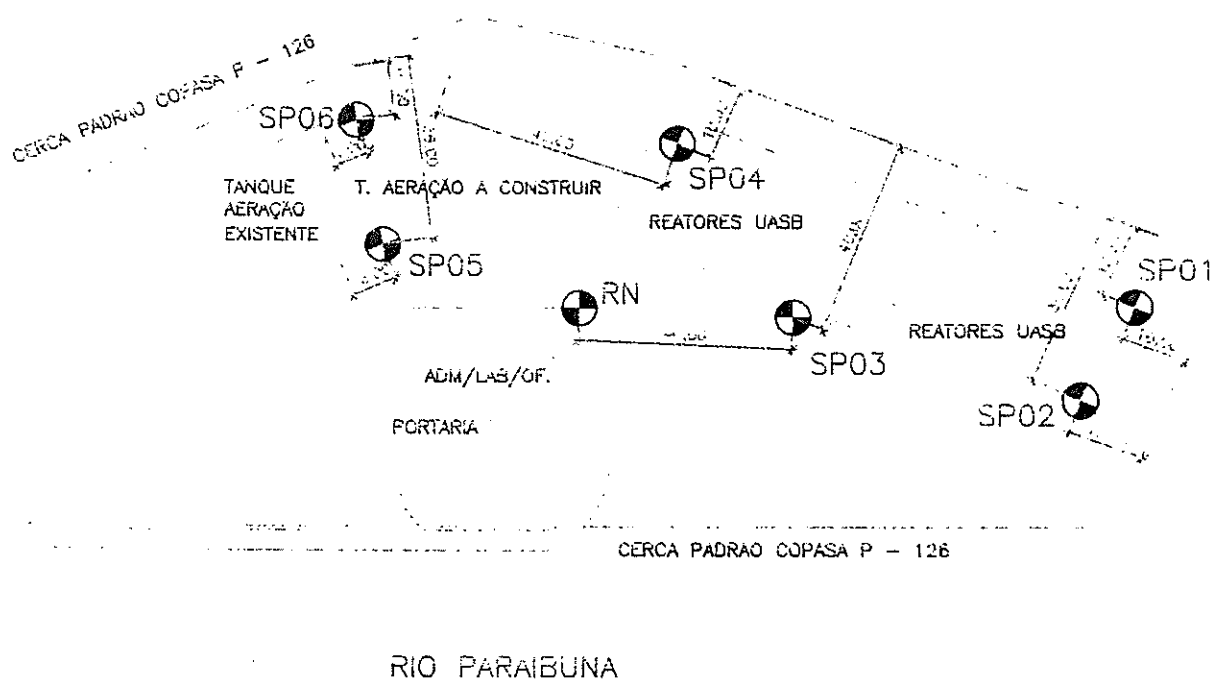 CERCA PADRAO COPASA P - 126
SP06
TANQUE
AERAÇÃO
EXISTENTE
T. AERAÇÃO A CONSTRUIR
SP04
REATORES UASB
SP05
RN
SP01
REATORES UASB
SP03
ADM/LAB/OF.
SP02
PORTARIA
CERCA PADRAO COPASA P - 126
RIO PARAIBUNA